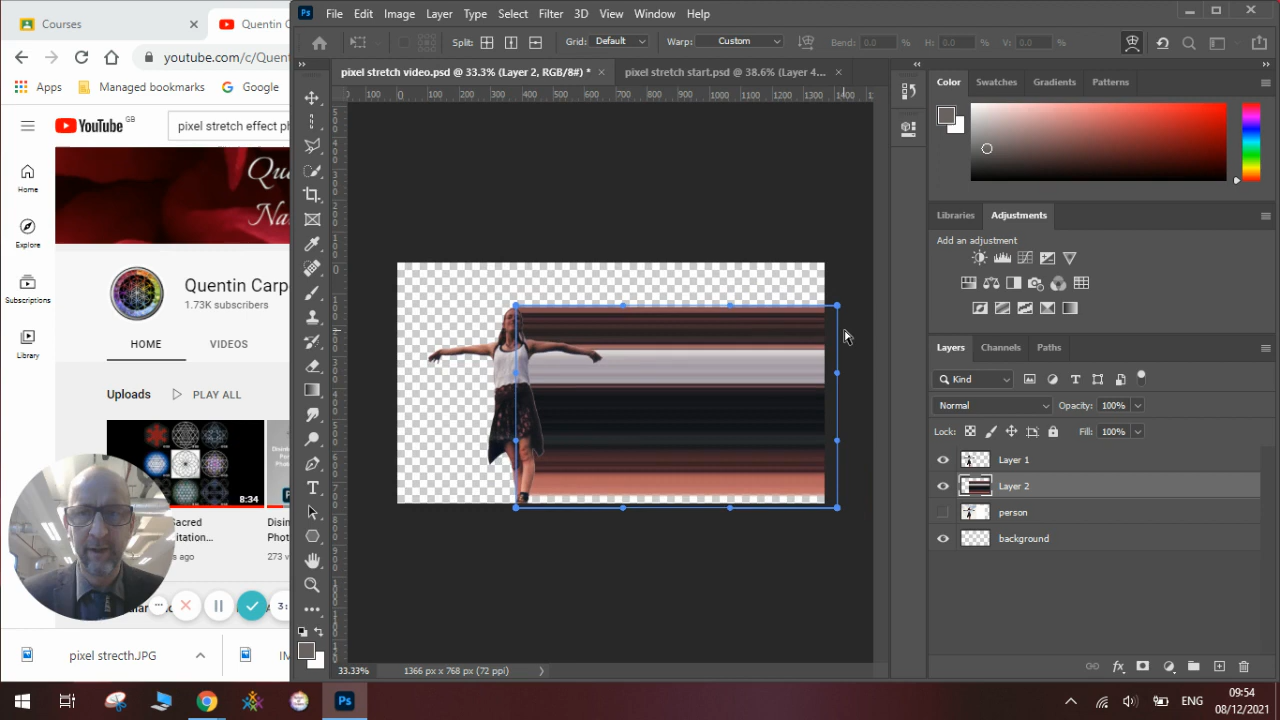 Courses
Quentin C
youtube.com/c/Quent
Apps
Managed bookmarks
Google
YouTube GB
pixel stretch effect ph
Que
Na
Home
Explore
Subscriptions
Library
Quentin Carp
1.73K subscribers
HOME
VIDEOS
Uploads
PLAY ALL
8:34
Sacred
Disin
itation...
Phot
s ago
273 v
pixel strecth.JPG
IM
Ps
File
Edit
Image
Layer
Type
Select
Filter
3D
View
Window
Help
Split:
Grid:
Default
Warp:
Custom
Bend:
0.0
%
H:
0.0
%
V:
0.0
%
pixel stretch video.psd @ 33.3% (Layer 2, RGB/8#) *
pixel stretch start.psd @ 38.6% (Layer 4...
100
0
100
200
300
400
500
600
700
800
900
1000
1100
1200
1300
1400
33.33%
1366 px x 768 px (72 ppi)
Color
Swatches
Gradients
Patterns
Libraries
Adjustments
Add an adjustment
Layers
Channels
Paths
Kind
Normal
Opacity:
100%
Lock:
Fill:
100%
Layer 1
Layer 2
person
background
ENG
09:54
08/12/2021